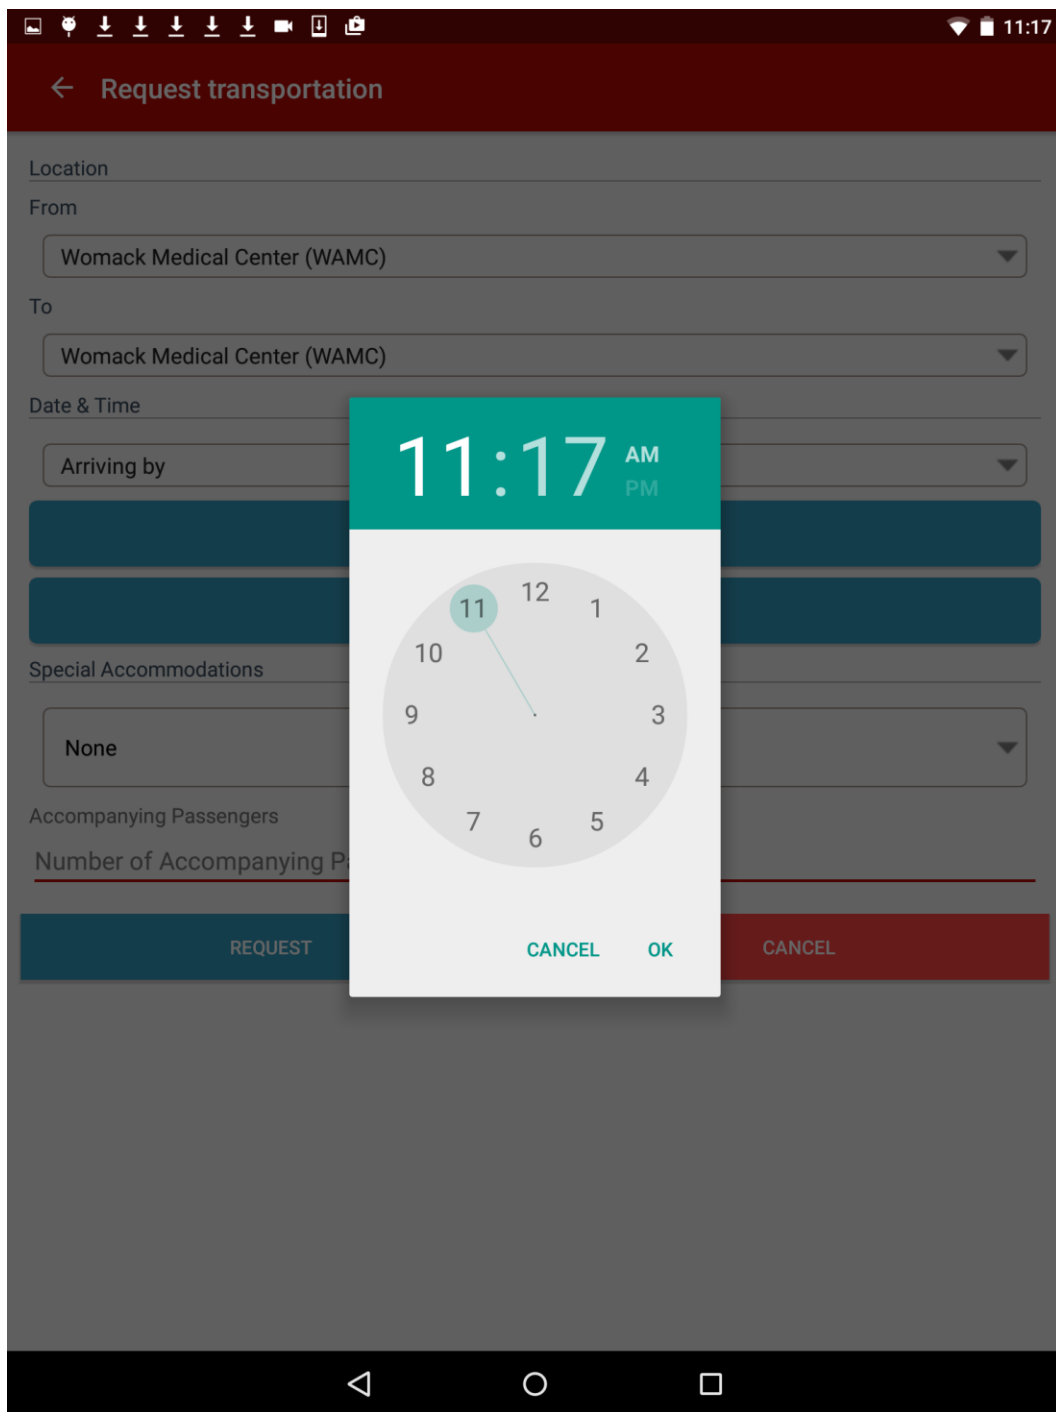 11:17
Request transportation
Location
From
Womack Medical Center (WAMC)
To
Womack Medical Center (WAMC)
Date & Time
Arriving by
11:17 AM
PM
12
11
1
10
2
9
3
8
4
7
5
6
Special Accommodations
None
Accompanying Passengers
Number of Accompanying
CANCEL OK
REQUEST
CANCEL